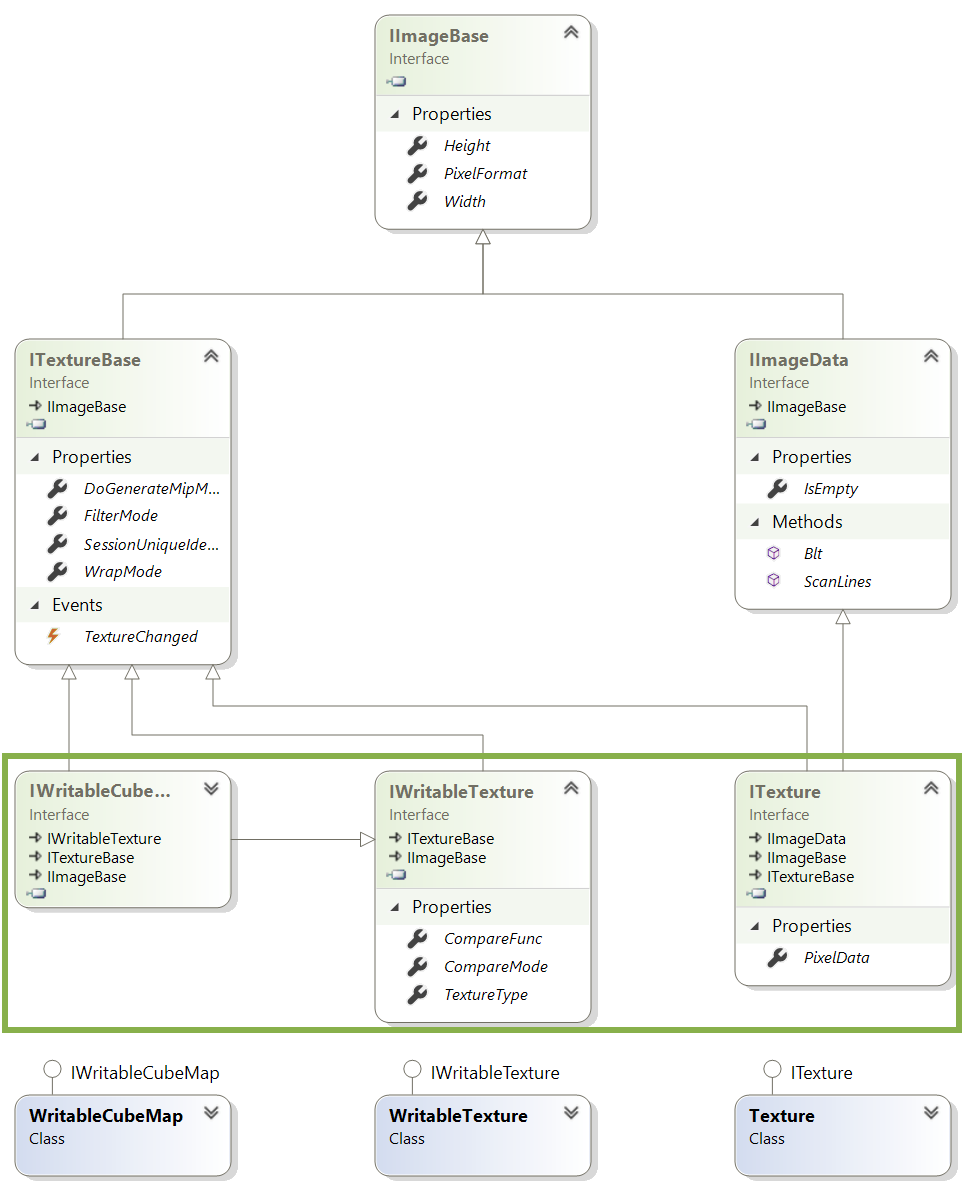 IImageBase
Interface
Properties
Height
PixelFormat
Width
ITextureBase
Interface
IImageBase
Properties
DoGenerateMipM...
FilterMode
SessionUniqueIde...
WrapMode
Events
TextureChanged
IImageData
Interface
IImageBase
Properties
IsEmpty
Methods
Blt
ScanLines
IWritableCube...
Interface
IWritableTexture
ITextureBase
IImageBase
IWritableTexture
Interface
ITextureBase
IImageBase
Properties
CompareFunc
CompareMode
TextureType
ITexture
Interface
IImageData
IImageBase
ITextureBase
Properties
PixelData
IWritableCubeMap
WritableCubeMap
Class
IWritableTexture
WritableTexture
Class
ITexture
Texture
Class